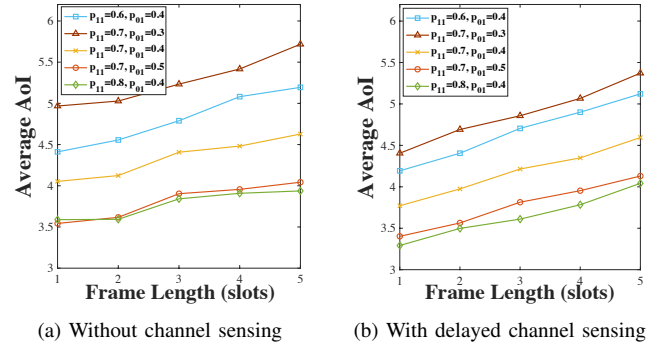 6
5.5
5
4.5
4
3.5
3
Average AoI
p11=0.6, p01=0.4
p11=0.7, p01=0.3
p11=0.7, p01=0.4
p11=0.7, p01=0.5
p11=0.8, p01=0.4
1 2 3 4 5
Frame Length (slots)
(a) Without channel sensing
6
5.5
5
4.5
4
3.5
3
Average AoI
p11=0.6, p01=0.4
p11=0.7, p01=0.3
p11=0.7, p01=0.4
p11=0.7, p01=0.5
p11=0.8, p01=0.4
1 2 3 4 5
Frame Length (slots)
(b) With delayed channel sensing